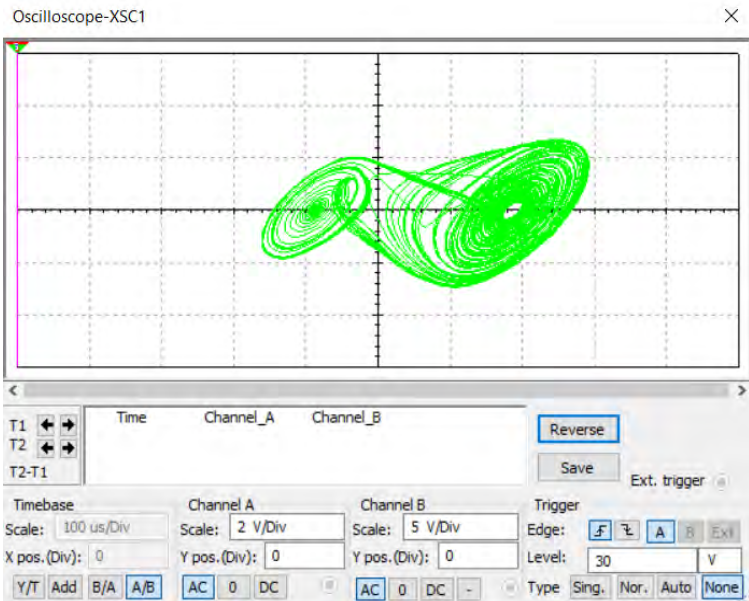 Oscilloscope-XSC1
Time Channel_A Channel_B
T1
T2
T2-T1
Reverse
Save
Ext. trigger
Timebase
Scale: 100 us/Div
X pos.(Div): 0
Y/T Add B/A A/B
Channel A
Scale: 2 V/Div
Y pos.(Div): 0
AC 0 DC
Channel B
Scale: 5 V/Div
Y pos.(Div): 0
AC 0 DC -
Trigger
Edge: A B Ext
Level: 30 V
Type Sing. Nor. Auto None